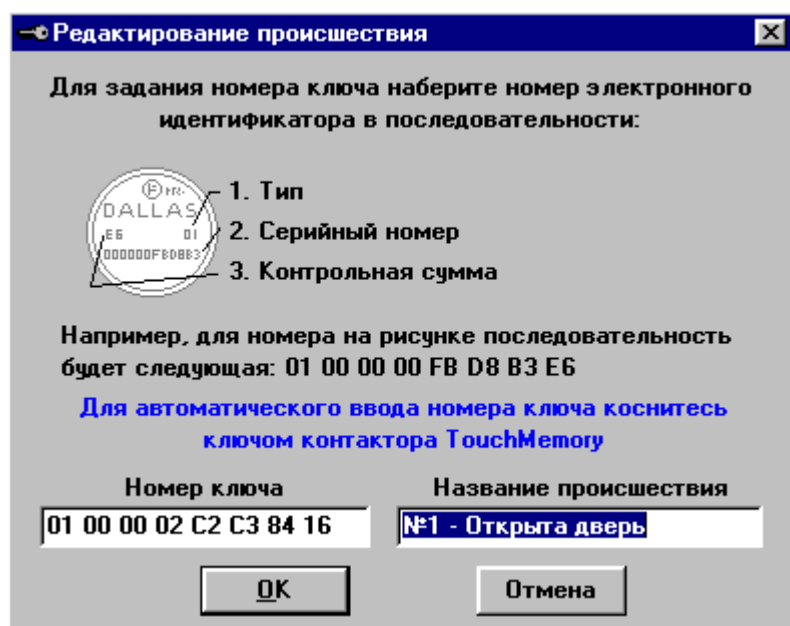 Редактирование происшествия
Для задания номера ключа наберите номер электронного
идентификатора в последовательности:
DALLAS
E6 01
000000FBD8B3
1. Тип
2. Серийный номер
3. Контрольная сумма
Например, для номера на рисунке последовательность
будет следующая: 01 00 00 00 FB D8 B3 E6
Для автоматического ввода номера ключа коснитесь
ключом контактора TouchMemory
Номер ключа
Название происшествия
01 00 00 02 C2 C3 84 16
№1 - Открыта дверь
OK
Отмена